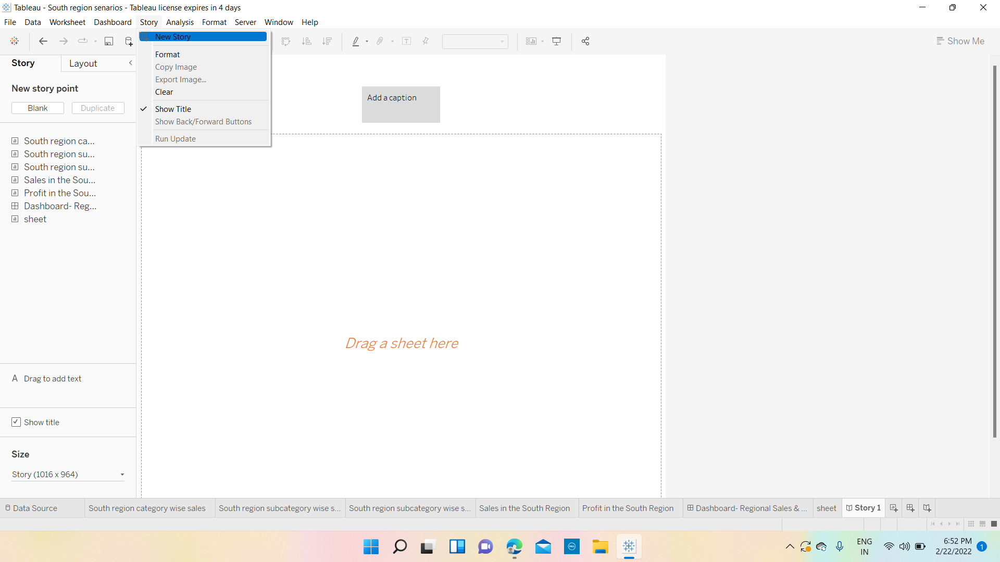 Tableau - South region senarios - Tableau license expires in 4 days
File Data Worksheet Dashboard Story Analysis Format Server Window Help
New Story
Format
Copy Image
Export Image...
Clear
Show Title
Show Back/Forward Buttons
Run Update
T
Show Me
Story Layout
New story point
Blank Duplicate
South region ca...
South region su...
South region su...
Sales in the Sou...
Profit in the Sou...
Dashboard- Reg...
sheet
Add a caption
Drag a sheet here
A Drag to add text
Show title
Size
Story (1016 x 964)
Data Source South region category wise sales South region subcategory wise s... South region subcategory wise s... Sales in the South Region Profit in the South Region Dashboard- Regional Sales & ... sheet Story 1
DELL
ENG
IN
6:52 PM
2/22/2022
1